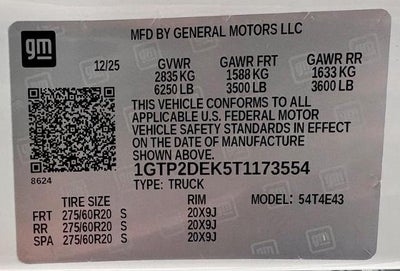 gm MFD BY GENERAL MOTORS LLC
12/25 GVWR GAWR FRT GAWR RR
2835 KG 1588 KG 1633 KG
6250 LB 3500 LB 3600 LB
THIS VEHICLE CONFORMS TO ALL
APPLICABLE U.S. FEDERAL MOTOR
VEHICLE SAFETY STANDARDS IN EFFECT
ON THE DATE OF MANUFACTURE
SHOWN ABOVE.
1GTP2DEK5T1173554
8624 TYPE: TRUCK
TIRE SIZE RIM MODEL: 54T4E43
FRT 275/60R20 S 20X9J
RR 275/60R20 S 20X9J
SPA 275/60R20 S 20X9J
gm